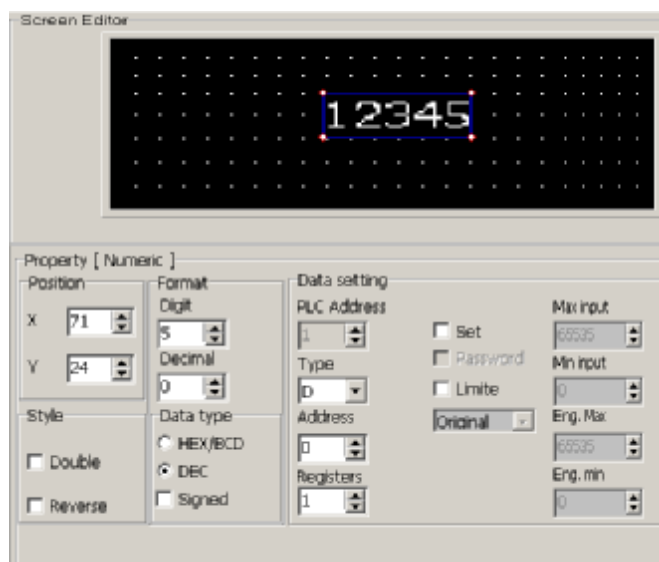 Screen Editor
12345
Property [ Numeric ]
Position
X 71
Y 24
Style
Double
Reverse
Format
Digit
5
Decimal
0
Data type
HEX/BCD
DEC
Signed
Data setting
PLC Address
1
Type
D
Address
0
Registers
1
Set
Password
Limite
Original
Max input
65535
Min input
0
Eng. Max
65535
Eng. min
0